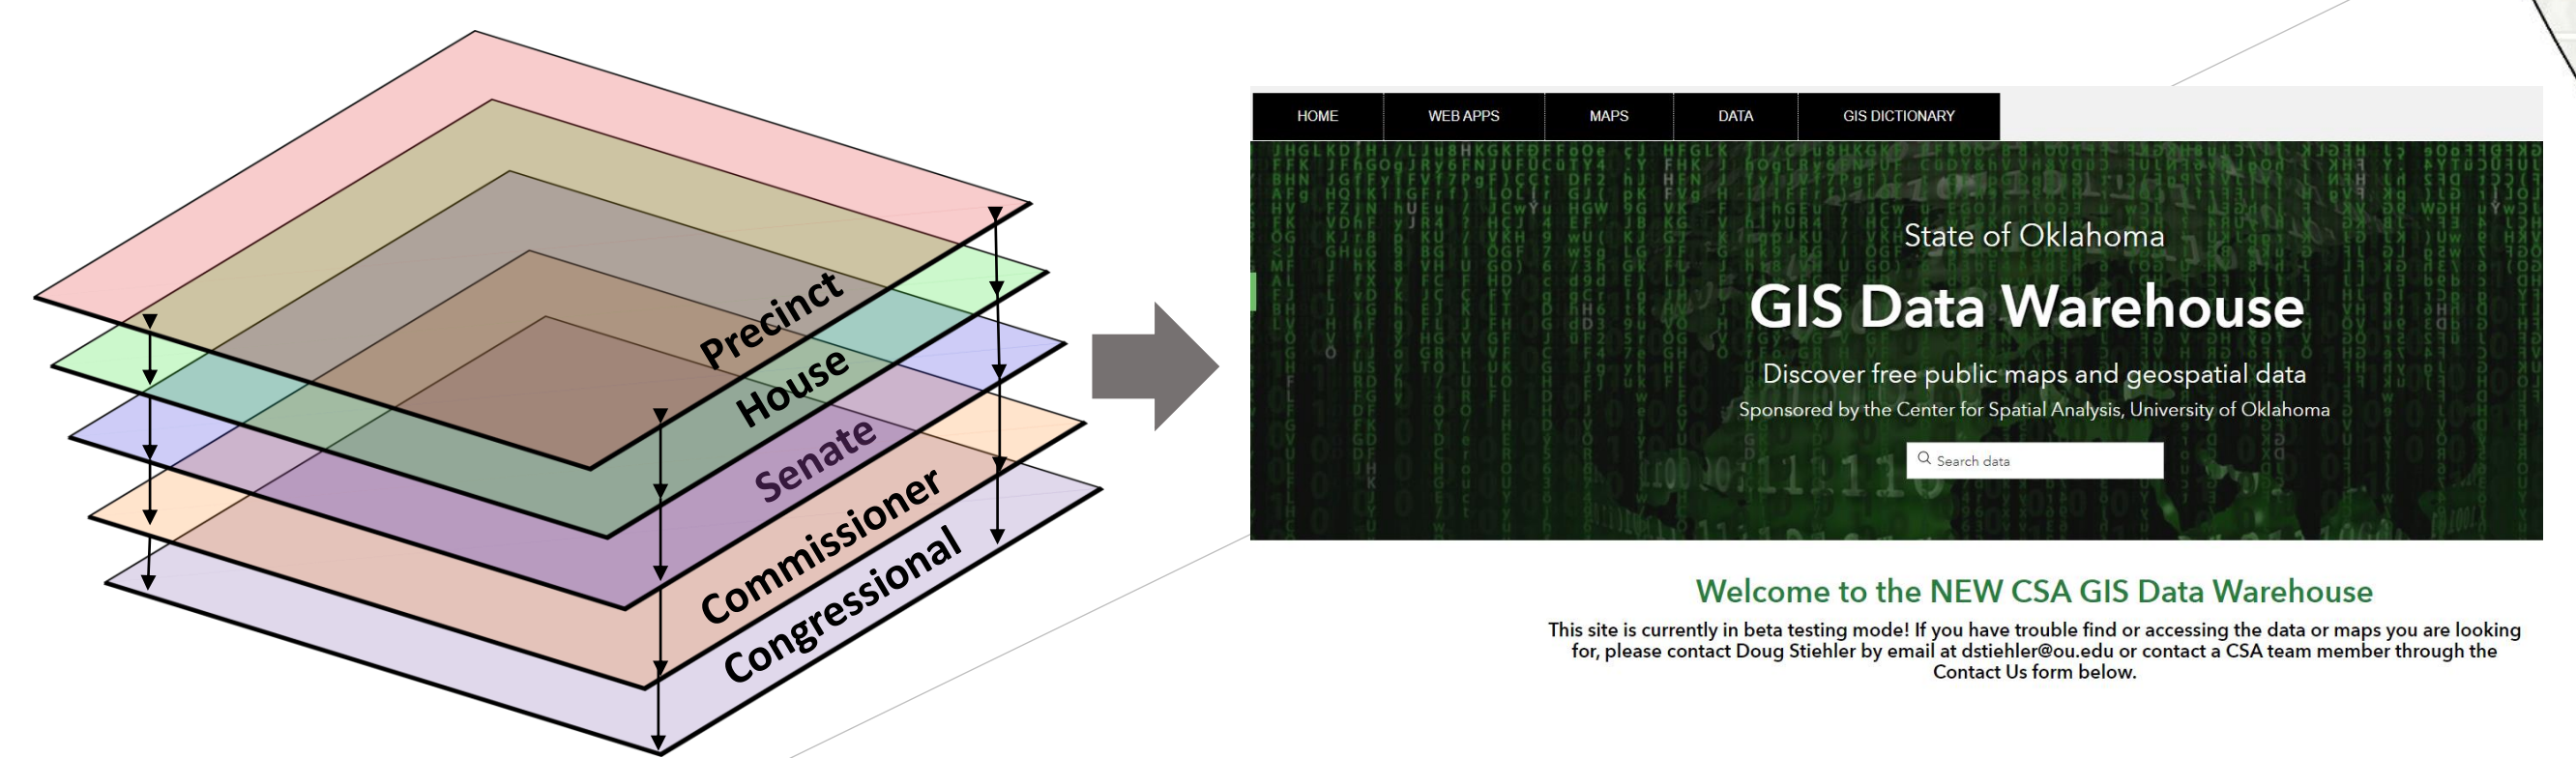 Precinct
House
Senate
Commissioner
Congressional
HOME
WEB APPS
MAPS
DATA
GIS DICTIONARY
State of Oklahoma
GIS Data Warehouse
Discover free public maps and geospatial data
Sponsored by the Center for Spatial Analysis, University of Oklahoma
Search data
Welcome to the NEW CSA GIS Data Warehouse
This site is currently in beta testing mode! If you have trouble find or accessing the data or maps you are looking
for, please contact Doug Stiehler by email at dstiehler@ou.edu or contact a CSA team member through the
Contact Us form below.